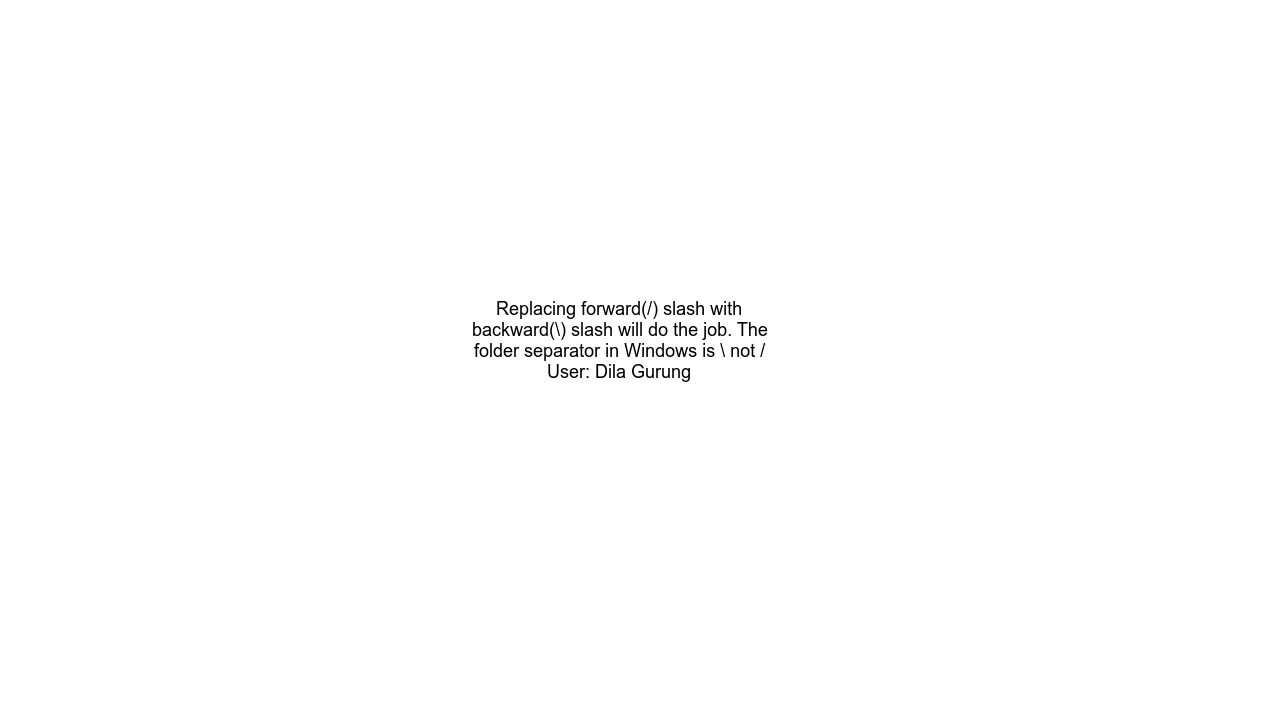 Replacing forward(/) slash with
backward(\) slash will do the job. The
folder separator in Windows is \ not /
User: Dila Gurung